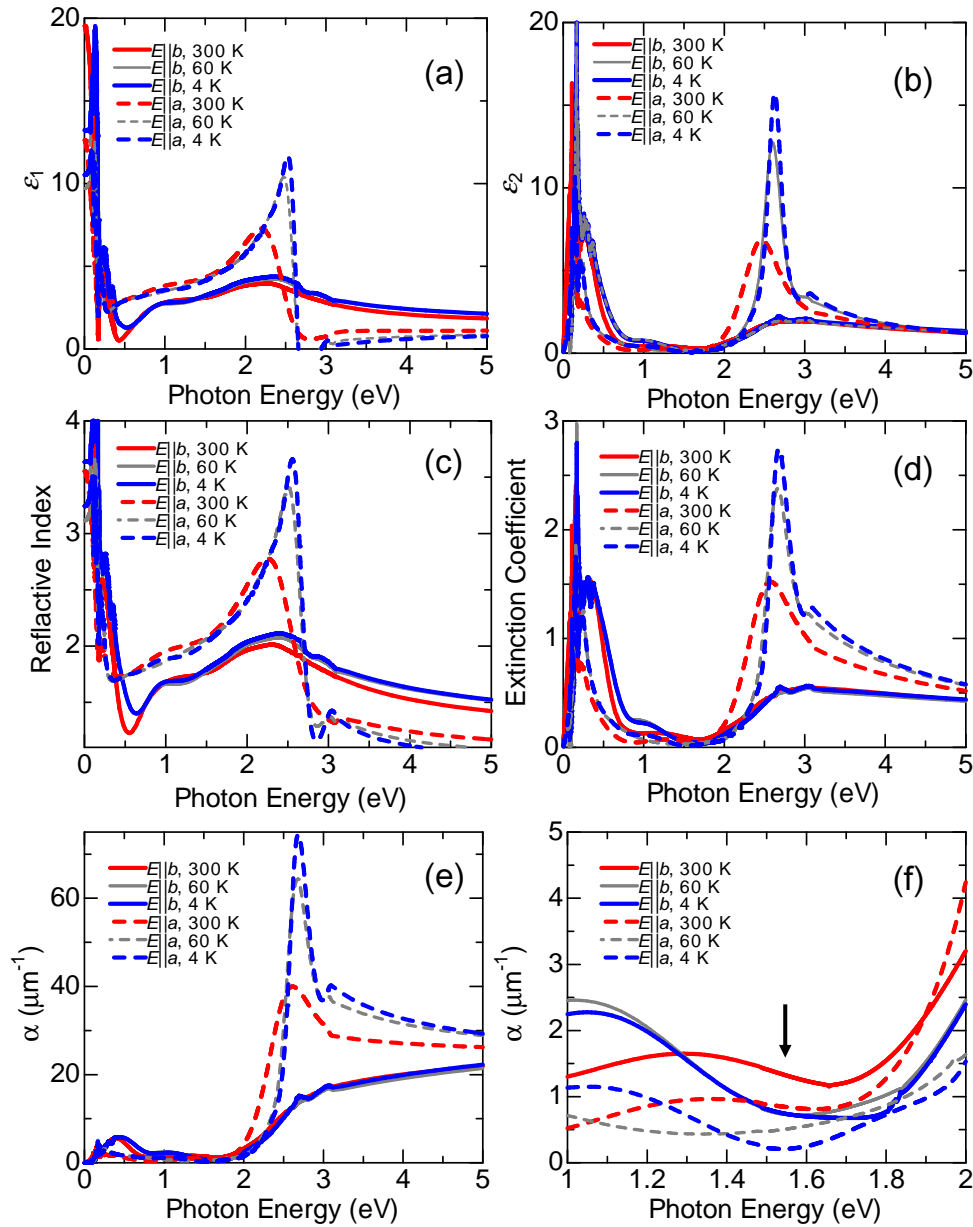 (a)
E||b, 300 K
E||b, 60 K
E||b, 4 K
E||a, 300 K
E||a, 60 K
E||a, 4 K
20
10
0
ε1
0 1 2 3 4 5
Photon Energy (eV)
(b)
E||b, 300 K
E||b, 60 K
E||b, 4 K
E||a, 300 K
E||a, 60 K
E||a, 4 K
20
10
0
ε2
0 1 2 3 4 5
Photon Energy (eV)
(c)
E||b, 300 K
E||b, 60 K
E||b, 4 K
E||a, 300 K
E||a, 60 K
E||a, 4 K
4
3
2
Reflactive Index
0 1 2 3 4 5
Photon Energy (eV)
(d)
E||b, 300 K
E||b, 60 K
E||b, 4 K
E||a, 300 K
E||a, 60 K
E||a, 4 K
3
2
1
0
Extinction Coefficient
0 1 2 3 4 5
Photon Energy (eV)
(e)
E||b, 300 K
E||b, 60 K
E||b, 4 K
E||a, 300 K
E||a, 60 K
E||a, 4 K
60
40
20
0
α (μm-1)
0 1 2 3 4 5
Photon Energy (eV)
(f)
E||b, 300 K
E||b, 60 K
E||b, 4 K
E||a, 300 K
E||a, 60 K
E||a, 4 K
5
4
3
2
1
0
α (μm-1)
1 1.2 1.4 1.6 1.8 2
Photon Energy (eV)